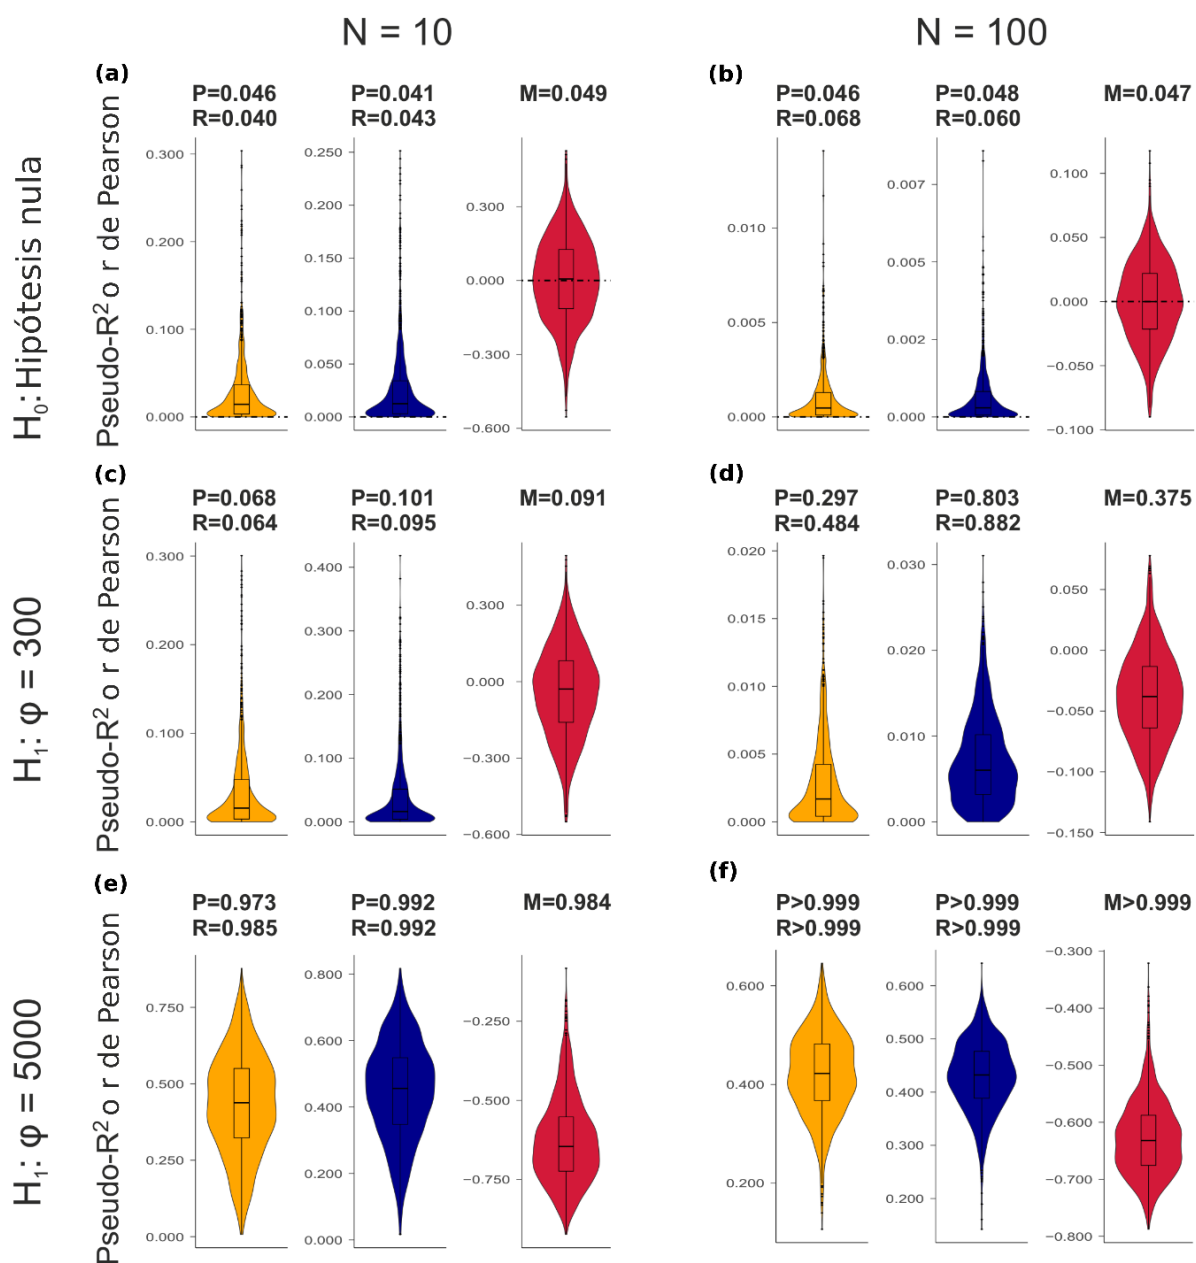 N = 10
N = 100
H₀: Hipótesis nula
Pseudo-R² o r de Pearson
(a)
P=0.046
R=0.040
0.300
0.200
0.100
0.000
P=0.041
R=0.043
0.250
0.200
0.150
0.100
0.050
0.000
M=0.049
0.300
0.000
−0.300
−0.600
(b)
P=0.046
R=0.068
0.010
0.005
0.000
P=0.048
R=0.060
0.007
0.005
0.002
0.000
M=0.047
0.100
0.050
0.000
−0.050
−0.100
H₁: φ = 300
Pseudo-R² o r de Pearson
(c)
P=0.068
R=0.064
0.300
0.200
0.100
0.000
P=0.101
R=0.095
0.400
0.300
0.200
0.100
0.000
M=0.091
0.300
0.000
−0.300
−0.600
(d)
P=0.297
R=0.484
0.020
0.015
0.010
0.005
0.000
P=0.803
R=0.882
0.030
0.020
0.010
0.000
M=0.375
0.050
0.000
−0.050
−0.100
−0.150
H₁: φ = 5000
Pseudo-R² o r de Pearson
(e)
P=0.973
R=0.985
0.750
0.500
0.250
0.000
P=0.992
R=0.992
0.800
0.600
0.400
0.200
0.000
M=0.984
−0.250
−0.500
−0.750
(f)
P>0.999
R>0.999
0.600
0.400
0.200
P>0.999
R>0.999
0.600
0.500
0.400
0.300
0.200
M>0.999
−0.300
−0.400
−0.500
−0.600
−0.700
−0.800